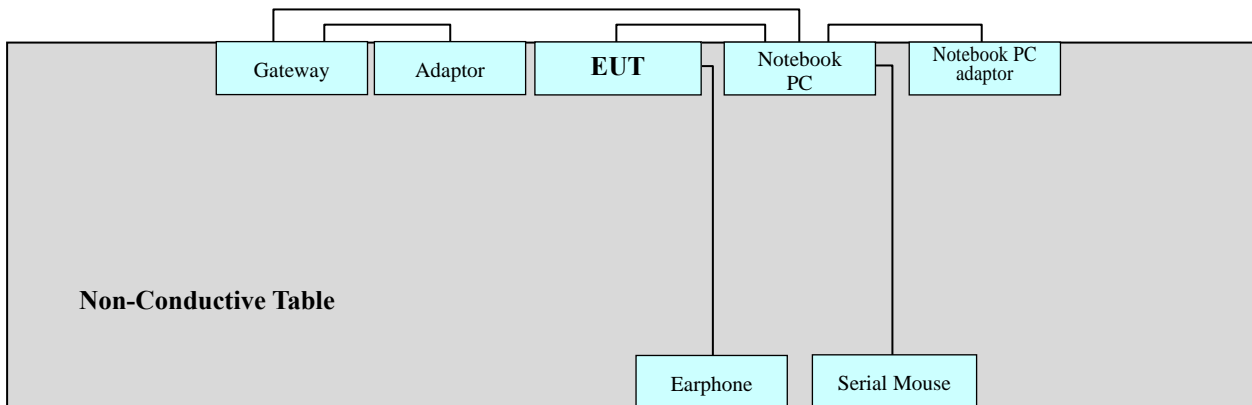 Gateway
Adaptor
EUT
Notebook
PC
Notebook PC
adaptor
Non-Conductive Table
Earphone
Serial Mouse